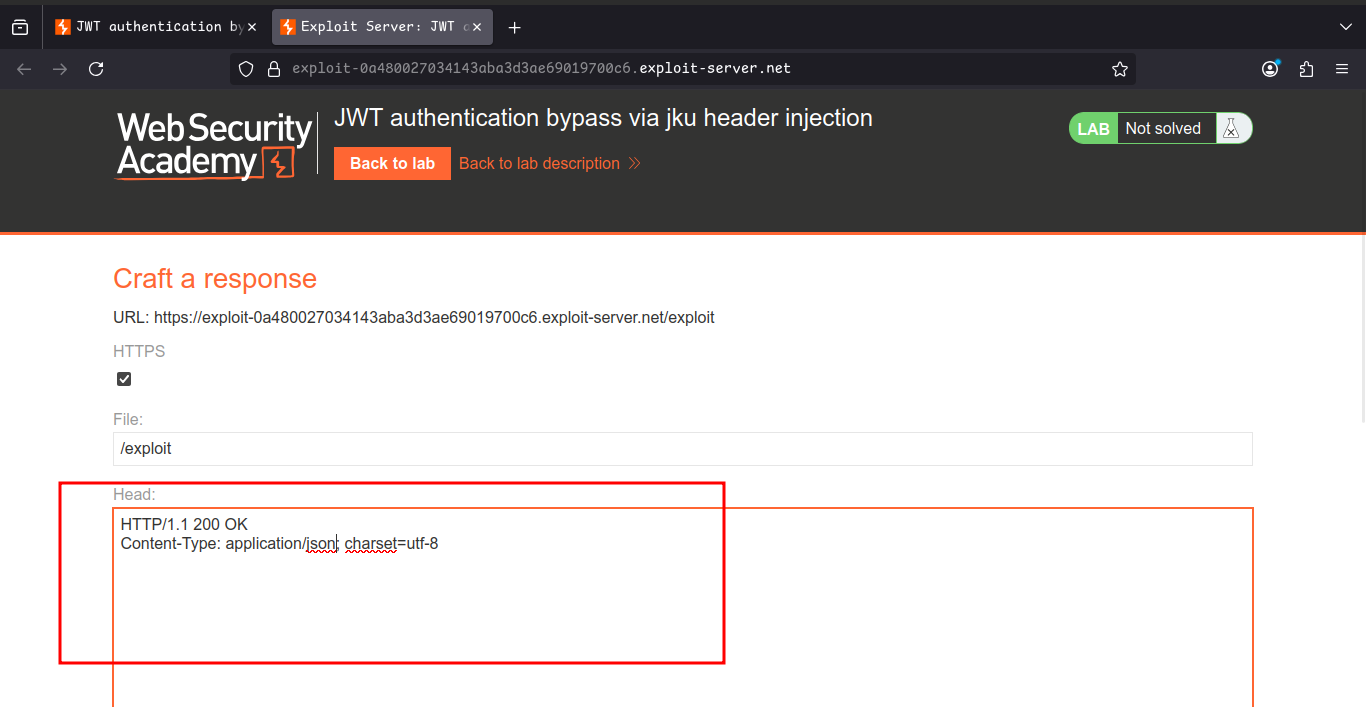 JWT authentication by
Exploit Server: JWT
exploit-0a480027034143aba3d3ae69019700c6.exploit-server.net
WebSecurity
Academy
JWT authentication bypass via jku header injection
Back to lab
Back to lab description
LAB
Not solved
Craft a response
URL: https://exploit-0a480027034143aba3d3ae69019700c6.exploit-server.net/exploit
HTTPS
File:
/exploit
Head:
HTTP/1.1 200 OK
Content-Type: application/json; charset=utf-8